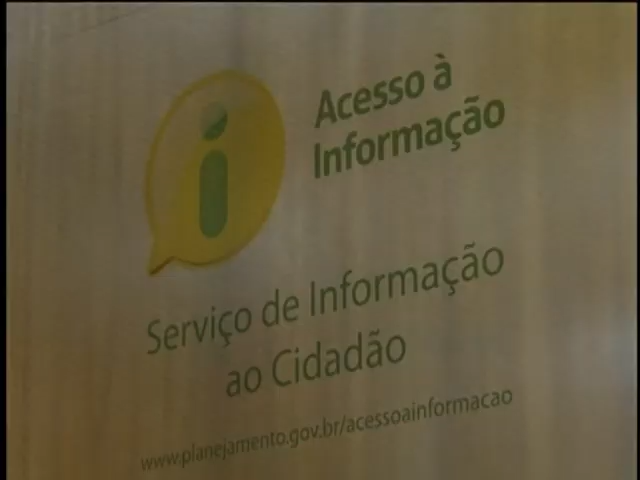 Acesso à
Informação
Serviço de Informação
ao Cidadão
www.planejamento.gov.br/acessoainformacao